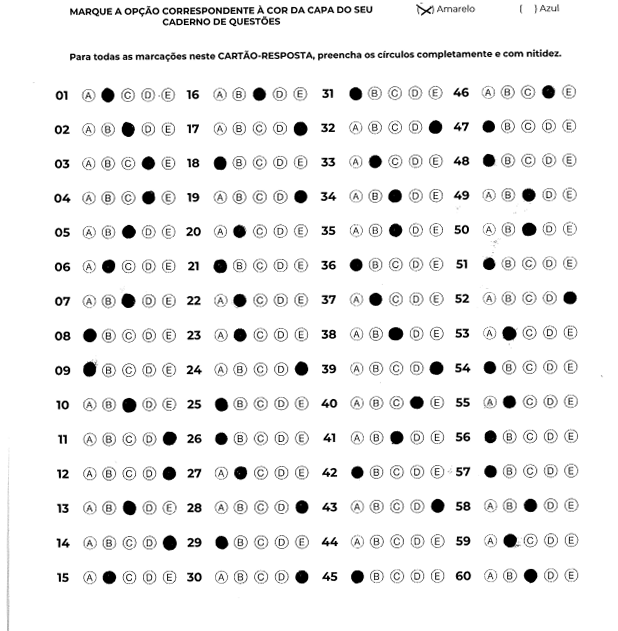 MARQUE A OPÇÃO CORRESPONDENTE À COR DA CAPA DO SEU
CADERNO DE QUESTÕES
( ) Amarelo ( ) Azul
Para todas as marcações neste CARTÃO-RESPOSTA, preencha os círculos completamente e com nitidez.
01 A C D E 16 A B D E 31 B C D E 46 A B C E
02 A B D E 17 A B C D 32 A B C D 47 B C D E
03 A B C E 18 B C D E 33 A C D E 48 B C D E
04 A B C E 19 A B C D 34 A B D E 49 A B D E
05 A B D E 20 A C D E 35 A B D E 50 A B D E
06 A C D E 21 B C D E 36 B C D E 51 B C D E
07 A B D E 22 A C D E 37 A C D E 52 A B C D
08 B C D E 23 A C D E 38 A B D E 53 A C D E
09 B C D E 24 A B C D 39 A B C D 54 B C D E
10 A B D E 25 B C D E 40 A B C E 55 A C D E
11 A B C D 26 B C D E 41 A B D E 56 B C D E
12 A B C D 27 A C D E 42 B C D E 57 B C D E
13 A B D E 28 A B C D 43 A B C D 58 A B D E
14 A B C D 29 B C D E 44 A B C D E 59 A C D E
15 A C D E 30 A B C D 45 B C D E 60 A B D E